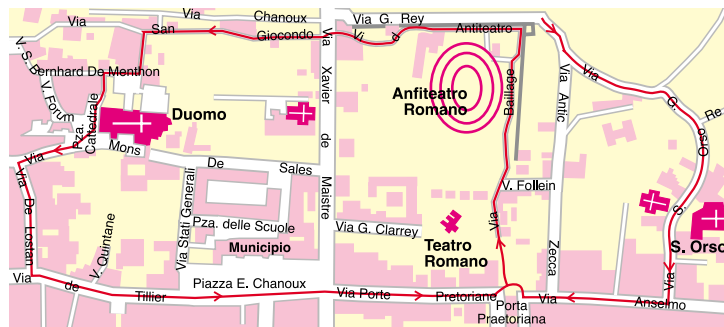 Via
Via
Chanoux
San
Giocondo
Via G. Rey
Antiteatro
Via
V. S. B. V. Forum
Bernhard De Menthon
Pza. Cattedrale
Duomo
Via Xavier de Maistre
Anfiteatro
Romano
Baillage
Via
Via Antic Zecca
Via
O.
Orso
S.
Via
Re
Via
Mons
De
Sales
Via De Lostan
V. Quintane
Via Stati Generali
Pza. delle Scuole
Municipio
Via G. Clarrey
Teatro
Romano
V. Follein
S. Orso
Via
de
Tillier
Piazza E. Chanoux
Via Porte
Pretoriane
Porta
Praetoriana
Via
Anselmo